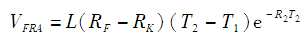 V_{FRA} = L(R_F − R_K)(T_2 − T_1)e^{−R_2T_2}